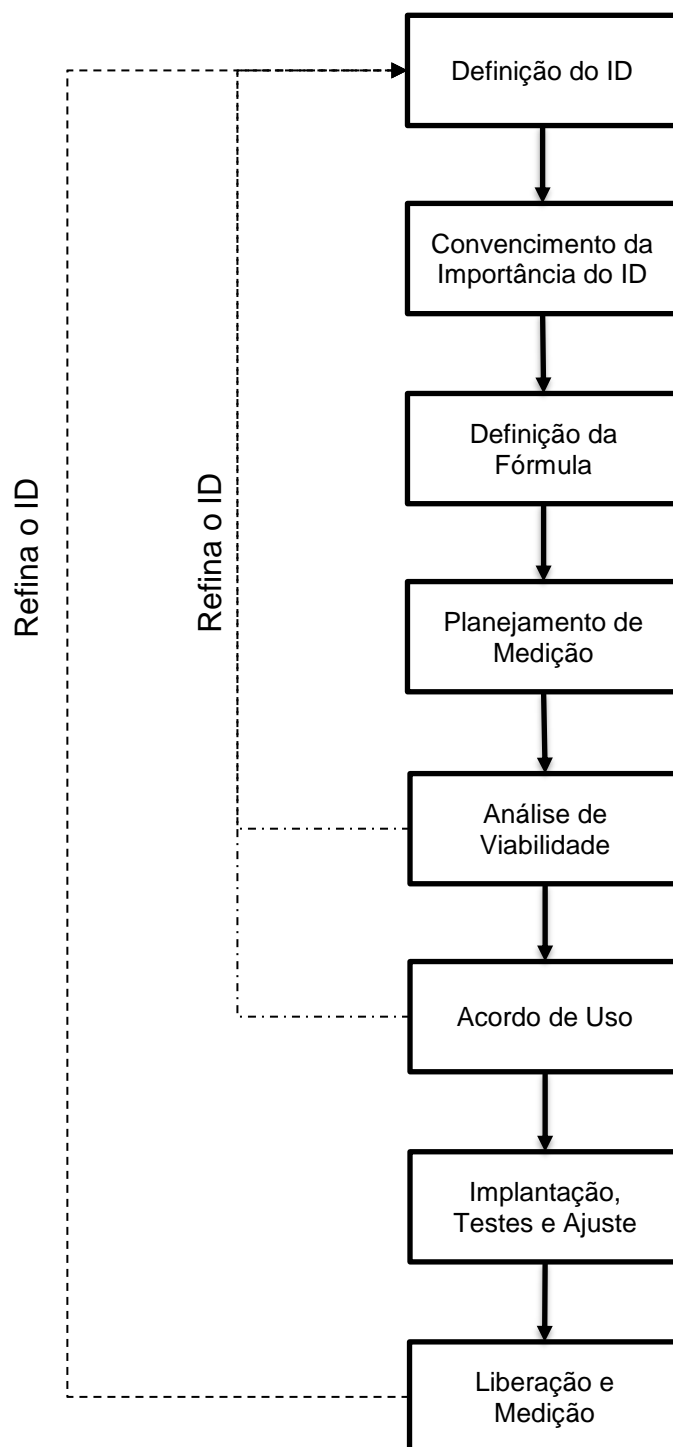 Definição do ID
Convencimento da
Importância do ID
Definição da
Fórmula
Refina o ID
Refina o ID
Planejamento de
Medição
Análise de
Viabilidade
Acordo de Uso
Implantação,
Testes e Ajuste
Liberação e
Medição